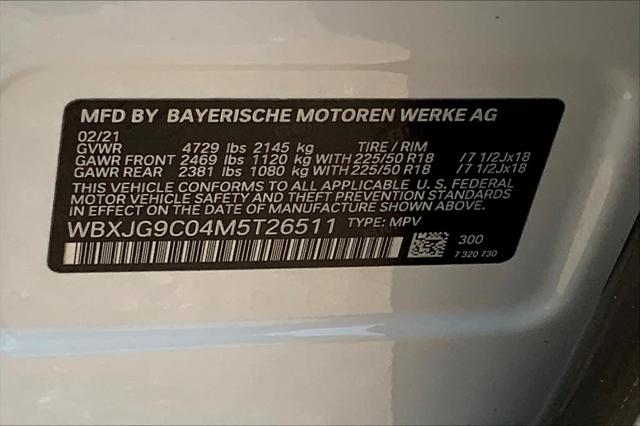 MFD BY BAYERISCHE MOTOREN WERKE AG
02/21
GVWR 4729 lbs 2145 kg TIRE / RIM
GAWR FRONT 2469 lbs 1120 kg WITH 225/50 R18 / 7 1/2Jx18
GAWR REAR 2381 lbs 1080 kg WITH 225/50 R18 / 7 1/2Jx18
THIS VEHICLE CONFORMS TO ALL APPLICABLE U. S. FEDERAL
MOTOR VEHICLE SAFETY AND THEFT PREVENTION STANDARDS
IN EFFECT ON THE DATE OF MANUFACTURE SHOWN ABOVE.
WBXJG9C04M5T26511 TYPE: MPV
300
7 320 730